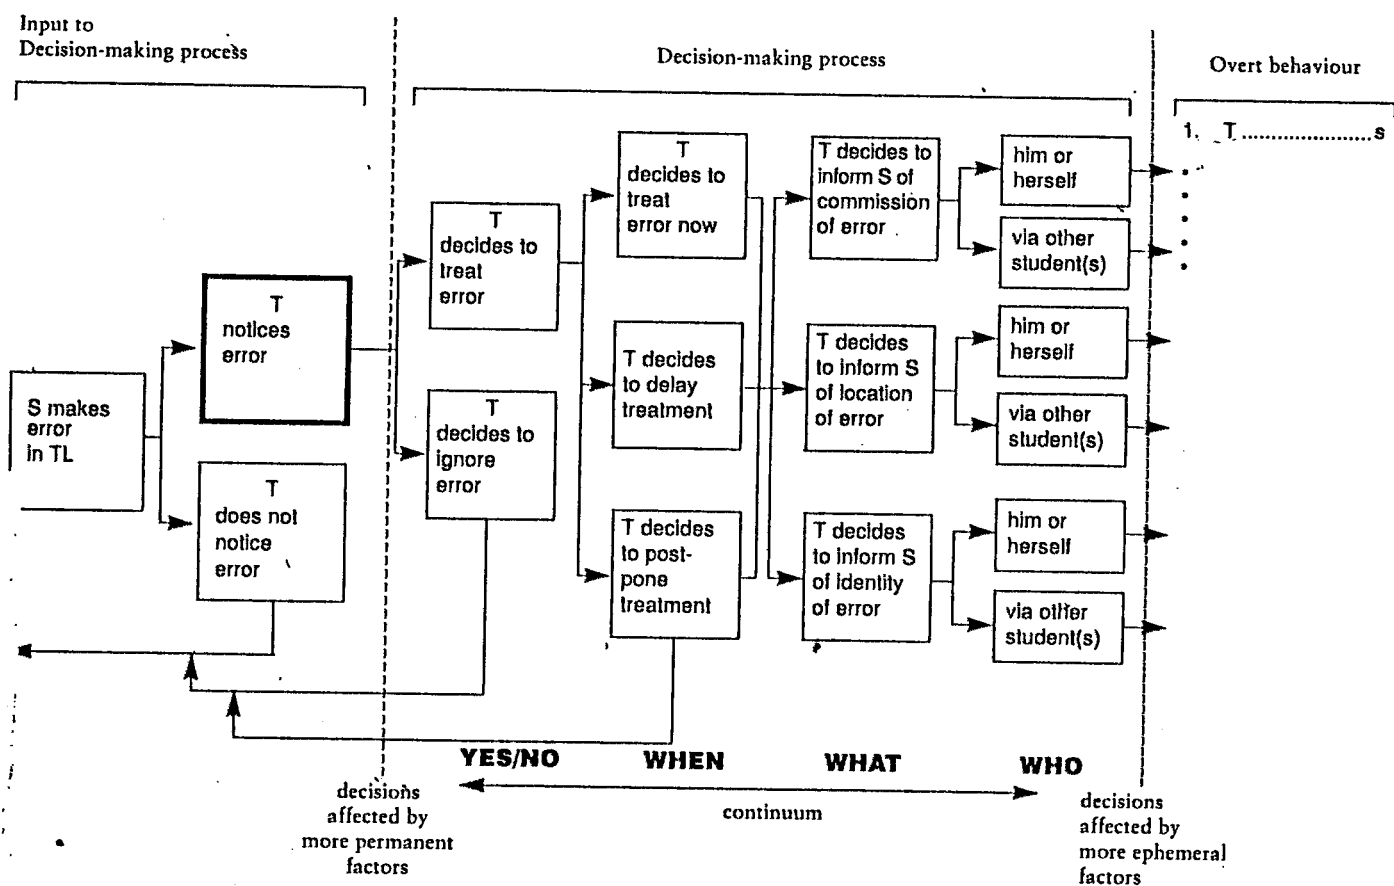 Input to
Decision-making process
Decision-making process
Overt behaviour
1. T ...................... s
S makes
error
in TL
T
notices
error
T
does not
notice
error
T
decides to
treat
error
T
decides to
ignore
error
T
decides to
treat
error now
T decides
to delay
treatment
T decides
to post-
pone
treatment
T decides to
inform S of
commission
of error
T decides
to inform S
of location
of error
T decides
to inform S
of identity
of error
him or
herself
via other
student(s)
him or
herself
via other
student(s)
him or
herself
via other
student(s)
YES/NO
WHEN
WHAT
WHO
continuum
decisions
affected by
more permanent
factors
decisions
affected by
more ephemeral
factors